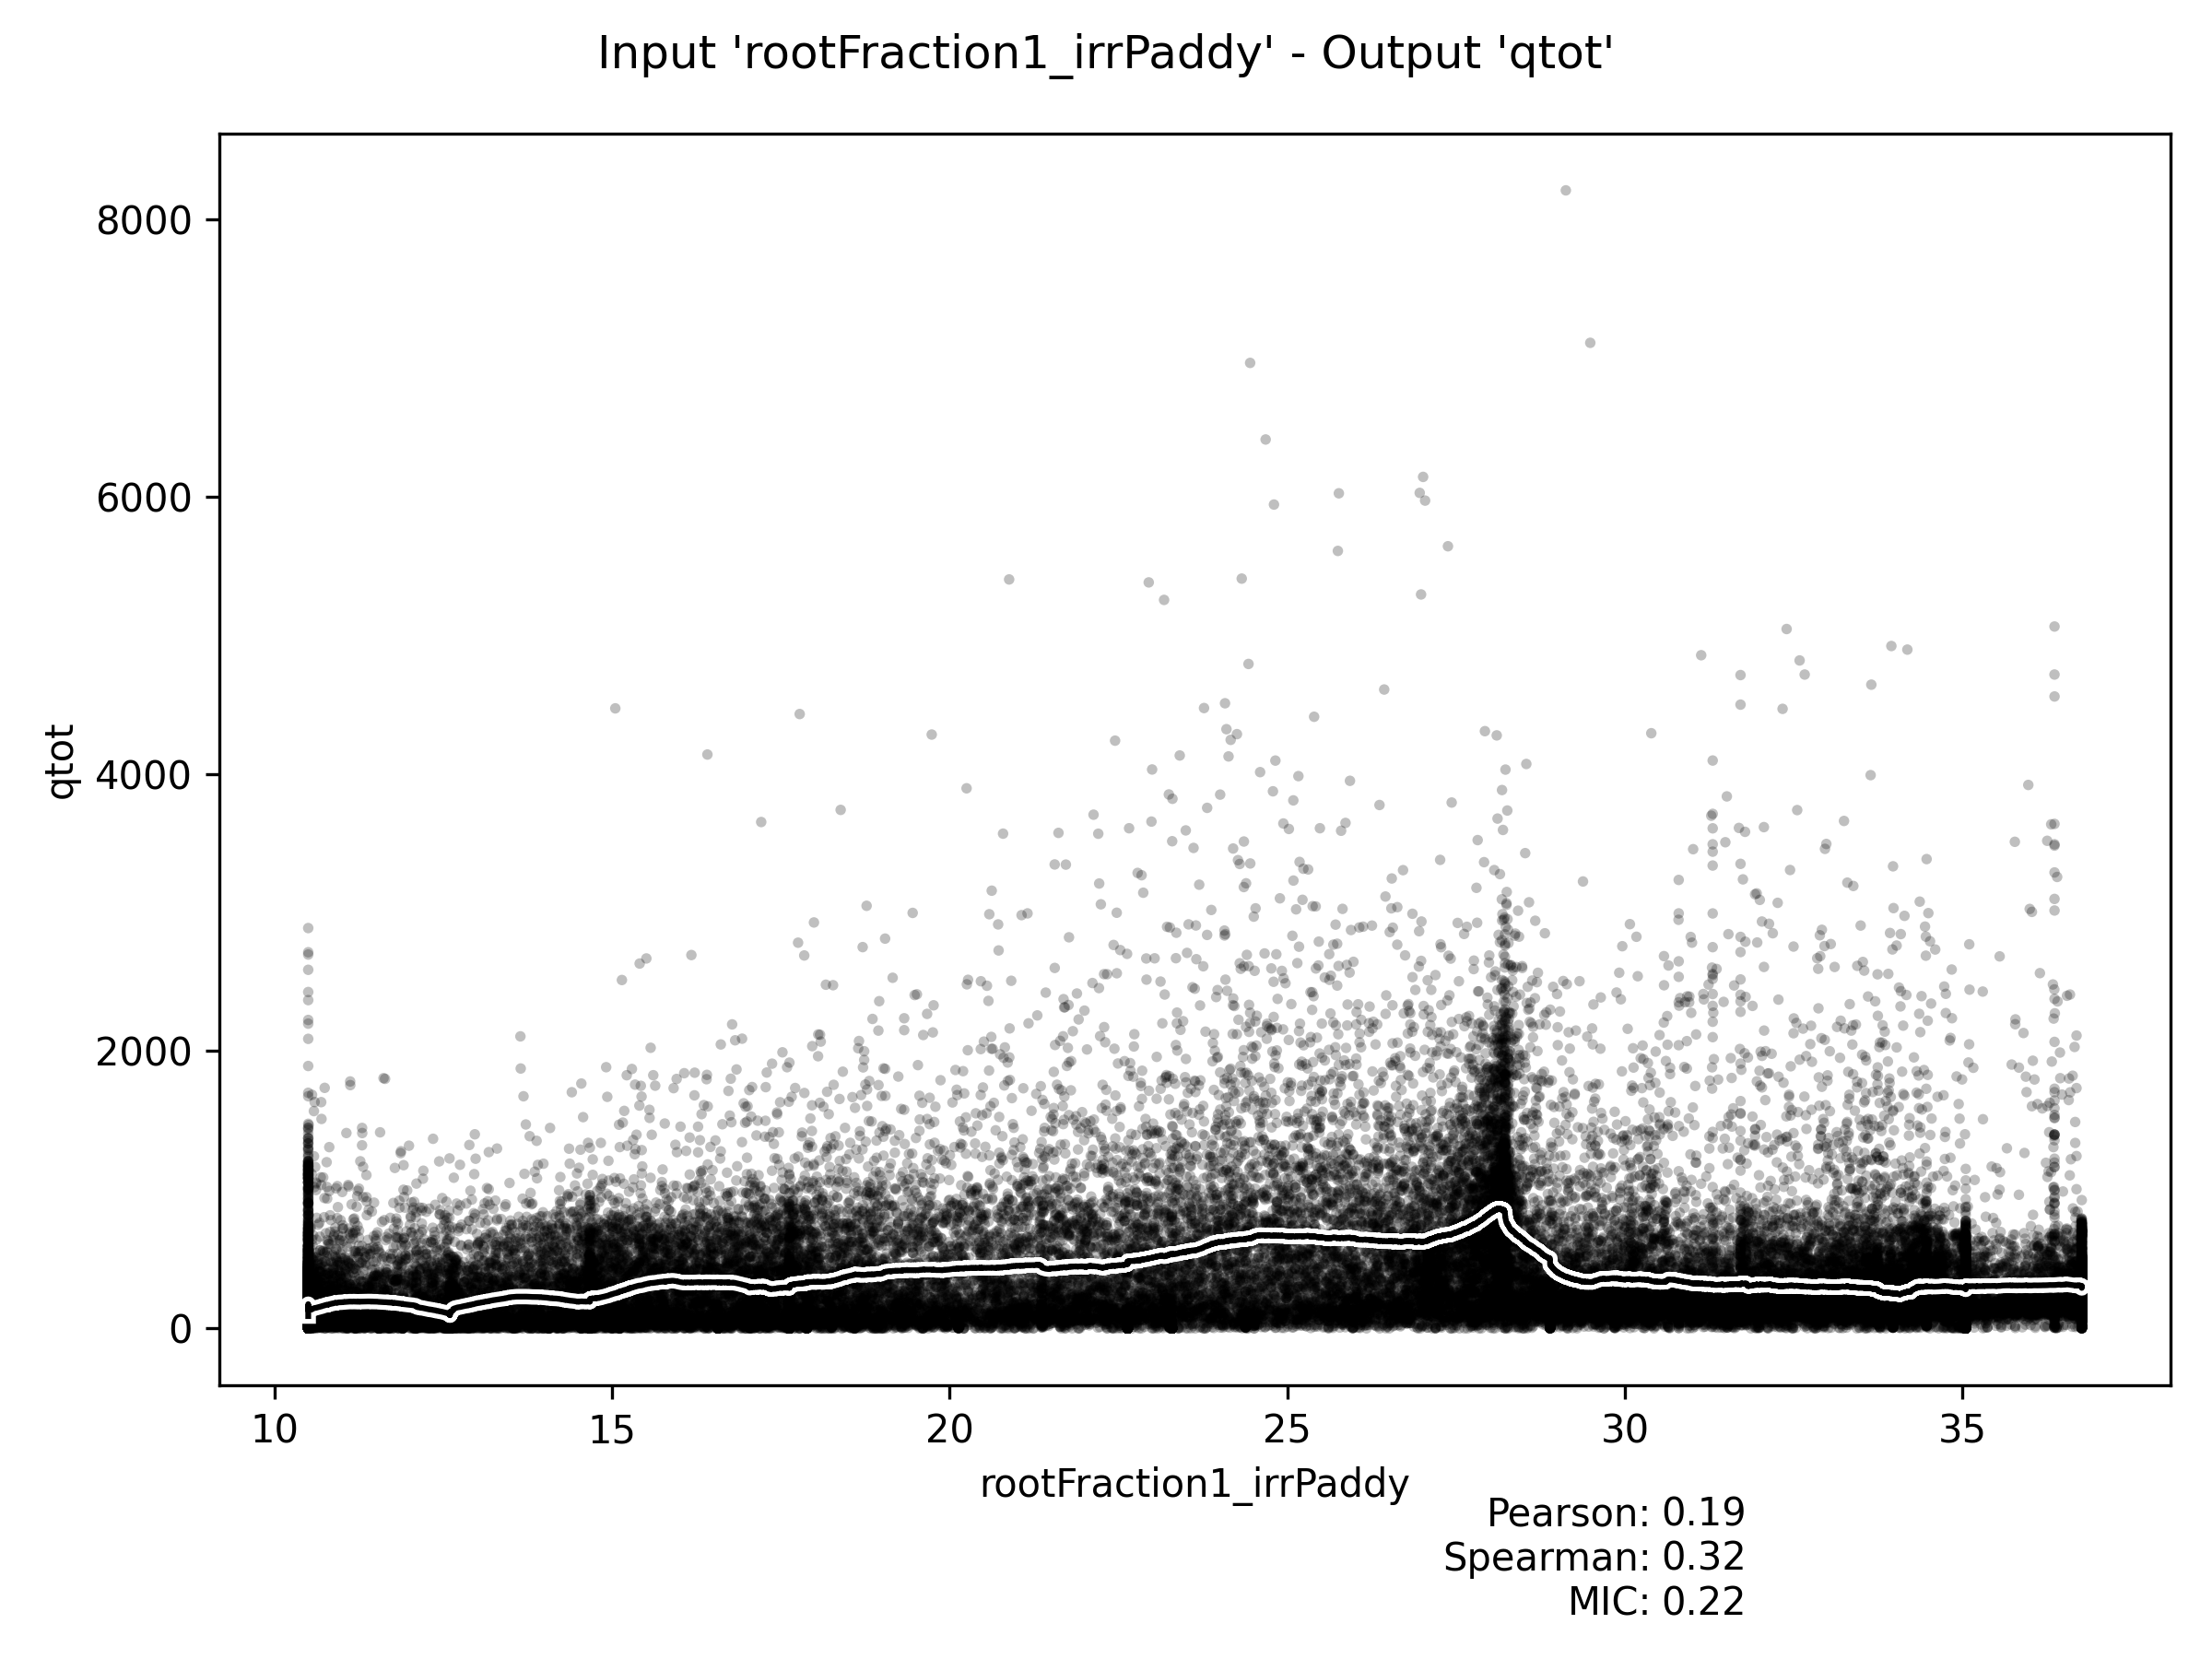 Input 'rootFraction1_irrPaddy' - Output 'qtot'
8000
6000
4000
2000
0
qtot
10 15 20 25 30 35
rootFraction1_irrPaddy
Pearson: 0.19
Spearman: 0.32
MIC: 0.22